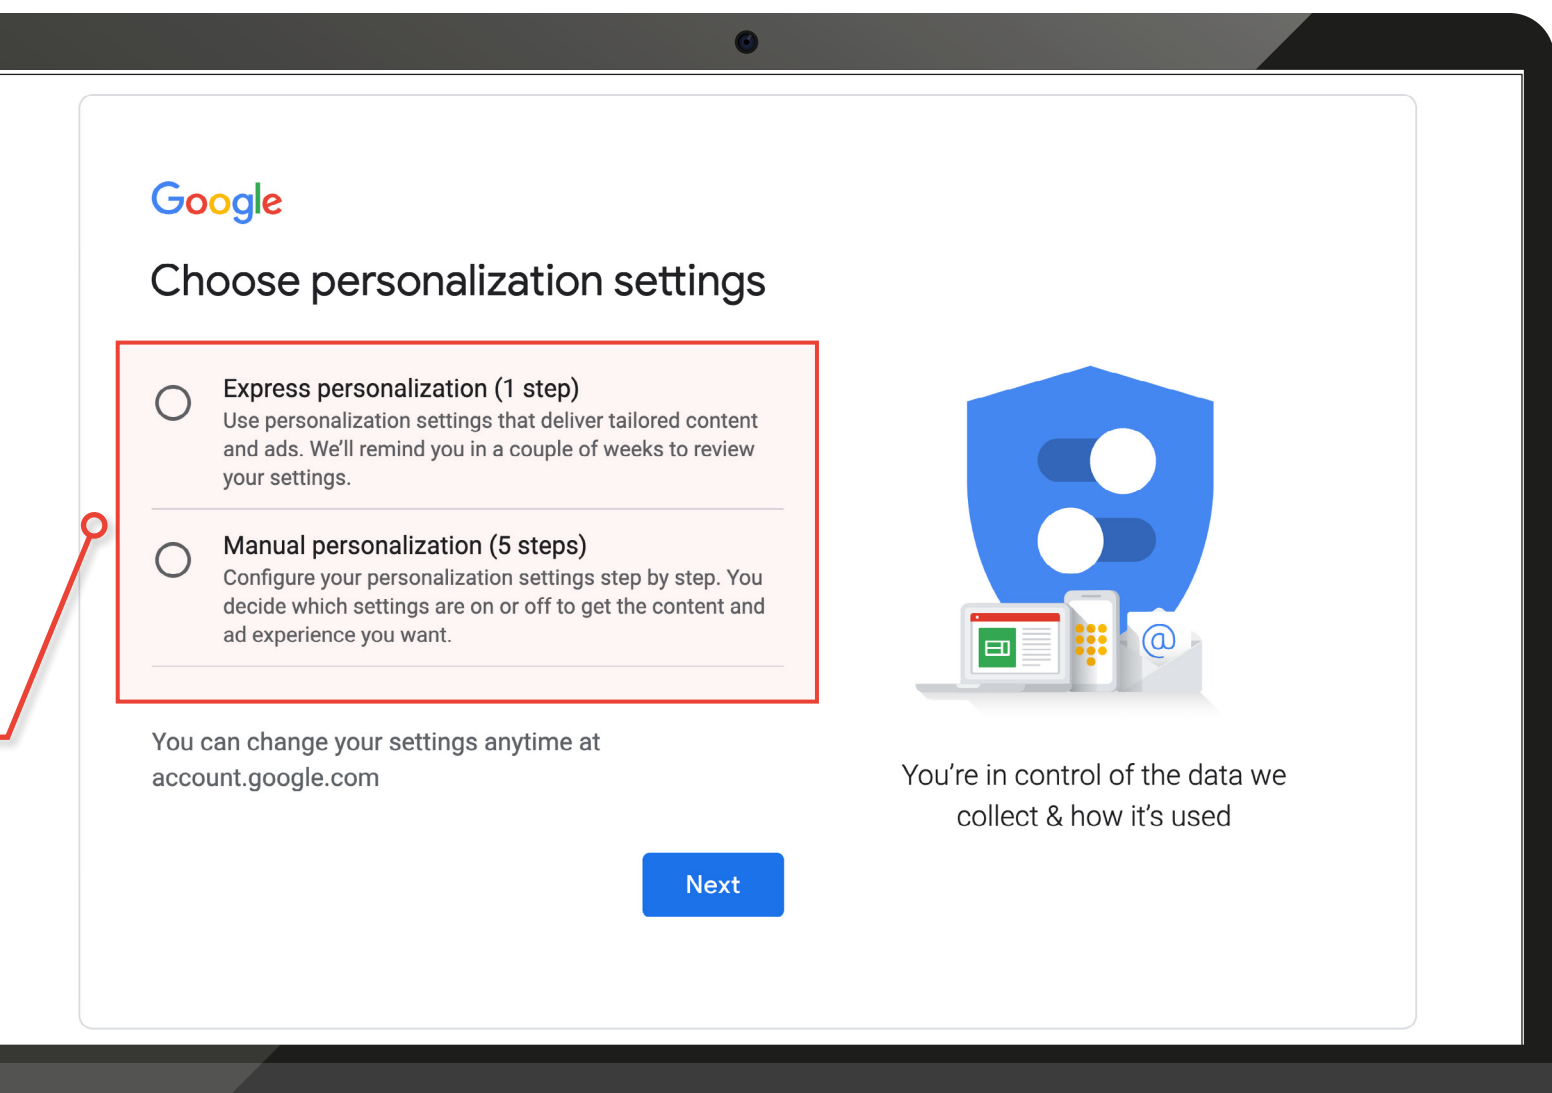 Google
Choose personalization settings
Express personalization (1 step)
Use personalization settings that deliver tailored content
and ads. We'll remind you in a couple of weeks to review
your settings.
Manual personalization (5 steps)
Configure your personalization settings step by step. You
decide which settings are on or off to get the content and
ad experience you want.
You can change your settings anytime at
account.google.com
Next
@
You're in control of the data we
collect & how it's used